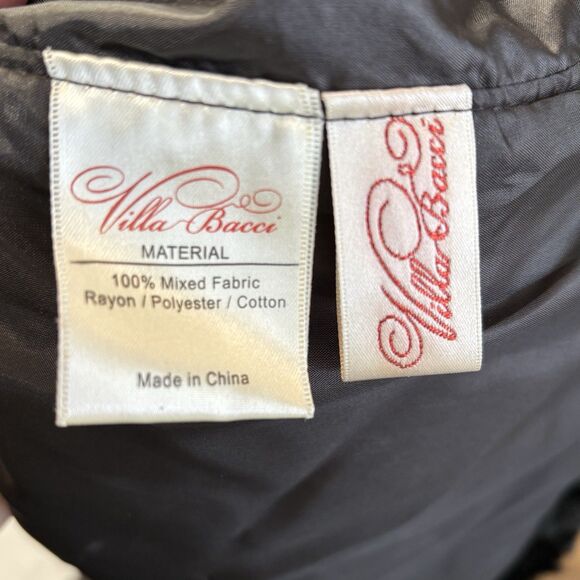 Villa Bacci
MATERIAL
100% Mixed Fabric
Rayon / Polyester / Cotton
Made in China
Villa Bacci